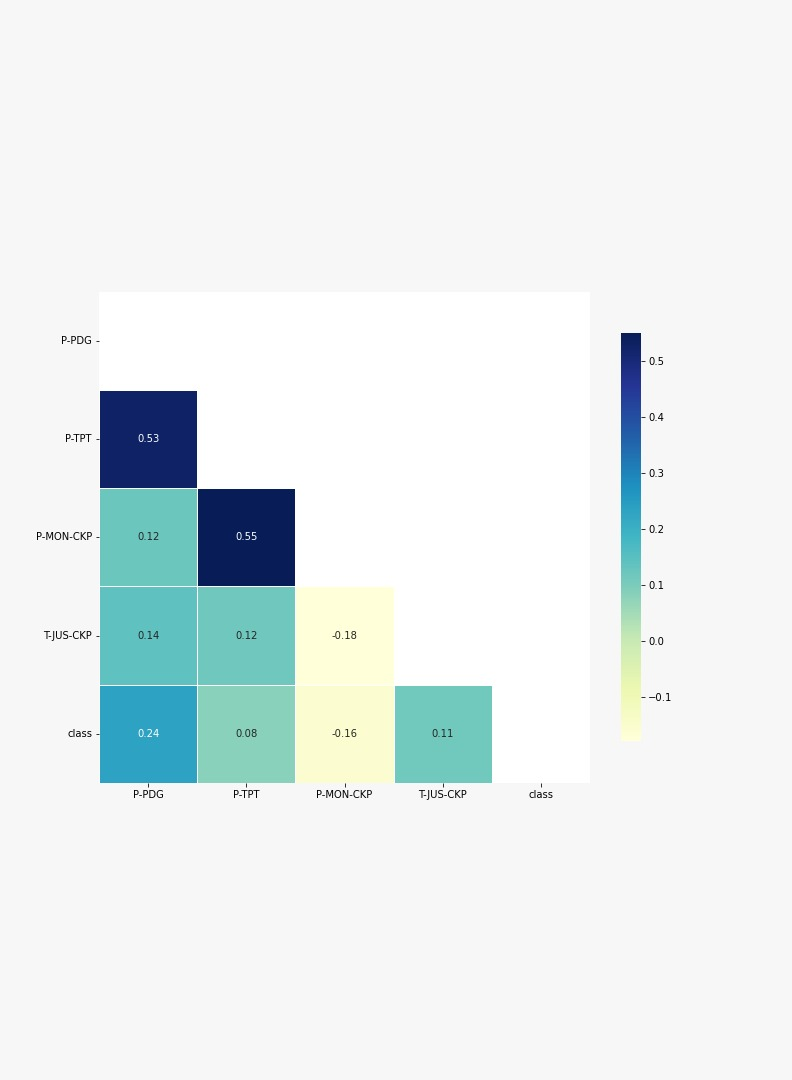 P-PDG
0.5
0.4
P-TPT
0.53
0.3
P-MON-CKP
0.12
0.55
0.2
0.1
T-JUS-CKP
0.14
0.12
-0.18
0.0
−0.1
class
0.24
0.08
-0.16
0.11
P-PDG
P-TPT
P-MON-CKP
T-JUS-CKP
class